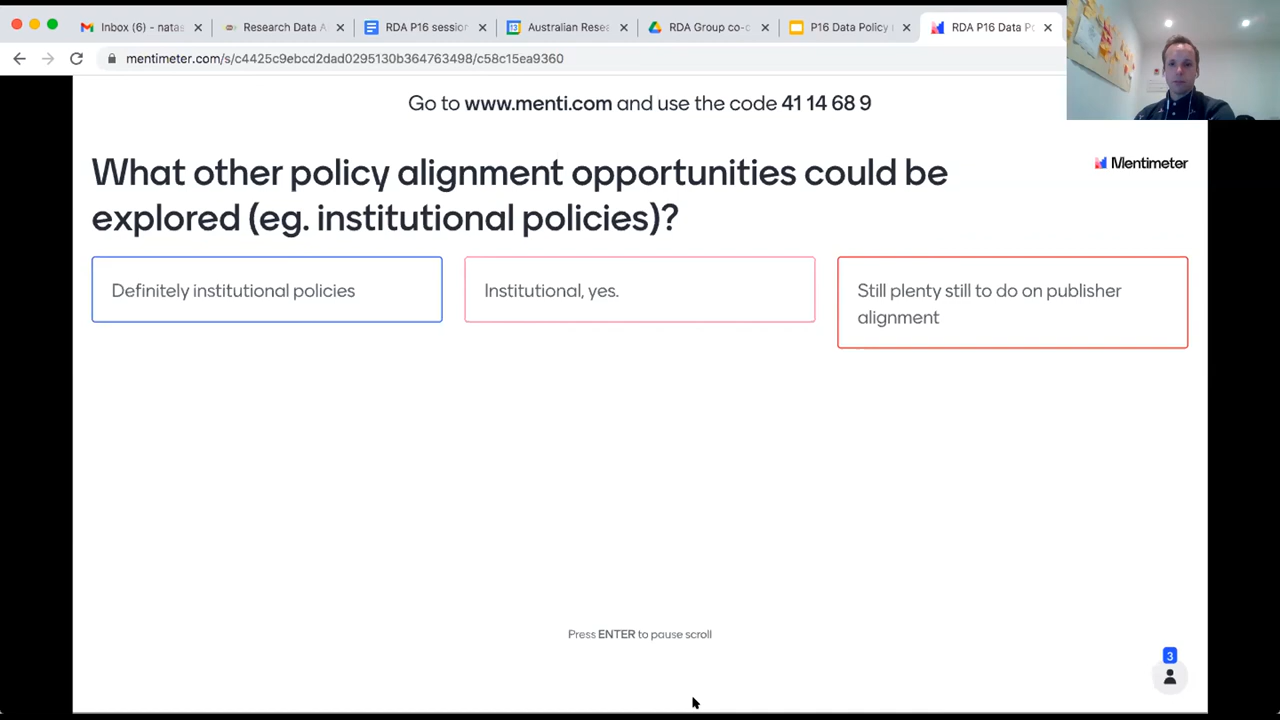 Inbox (6) - natas
Research Data A
RDA P16 session
Australian Resea
RDA Group co-c
P16 Data Policy
RDA P16 Data Po
mentimeter.com/s/c4425c9ebcd2dad0295130b364763498/c58c15ea9360
Go to www.menti.com and use the code 41 14 68 9
Mentimeter
What other policy alignment opportunities could be
explored (eg. institutional policies)?
Definitely institutional policies
Institutional, yes.
Still plenty still to do on publisher
alignment
Press ENTER to pause scroll
3